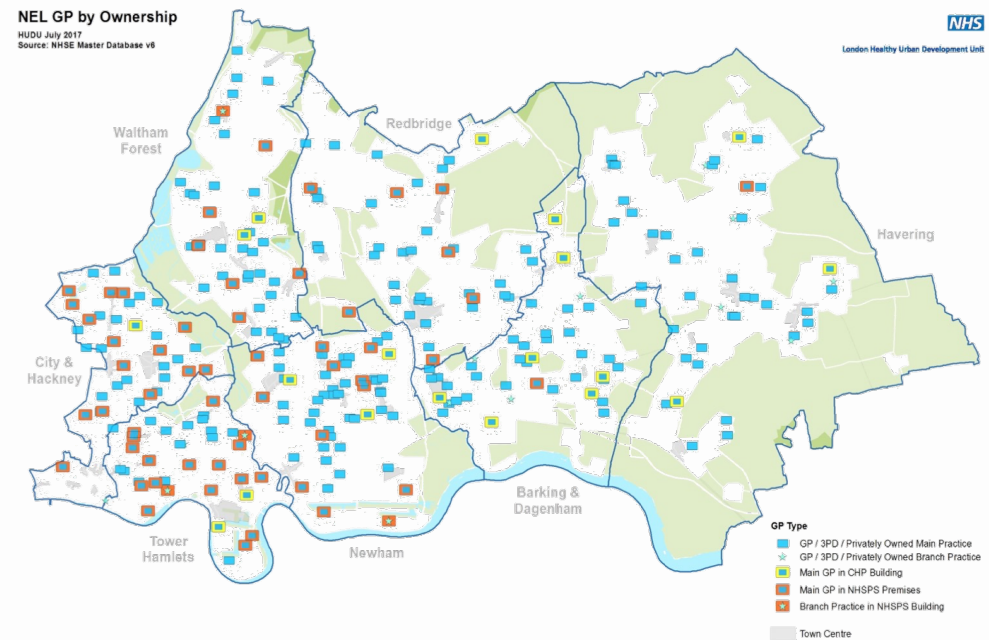 NEL GP by Ownership
HUDU July 2017
Source: NHSE Master Database v6
NHS
London Healthy Urban Development Unit
Redbridge
Waltham
Forest
Havering
City &
Hackney
Barking &
Dagenham
Tower
Hamlets
Newham
GP Type
GP / 3PD / Privately Owned Main Practice
GP / 3PD / Privately Owned Branch Practice
Main GP in CHP Building
Main GP in NHSPS Premises
Branch Practice in NHSPS Building
Town Centre